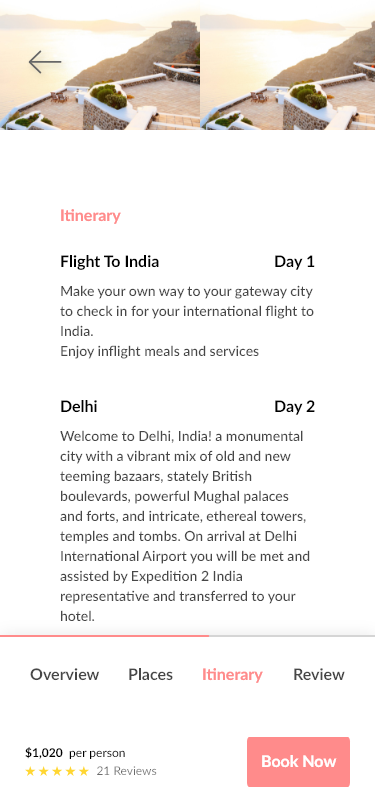 Itinerary
Flight To India Day 1
Make your own way to your gateway city
to check in for your international flight to
India.
Enjoy inflight meals and services
Delhi Day 2
Welcome to Delhi, India! a monumental
city with a vibrant mix of old and new
teeming bazaars, stately British
boulevards, powerful Mughal palaces
and forts, and intricate, ethereal towers,
temples and tombs. On arrival at Delhi
International Airport you will be met and
assisted by Expedition 2 India
representative and transferred to your
hotel.
Overview Places Itinerary Review
$1,020 per person
21 Reviews
Book Now